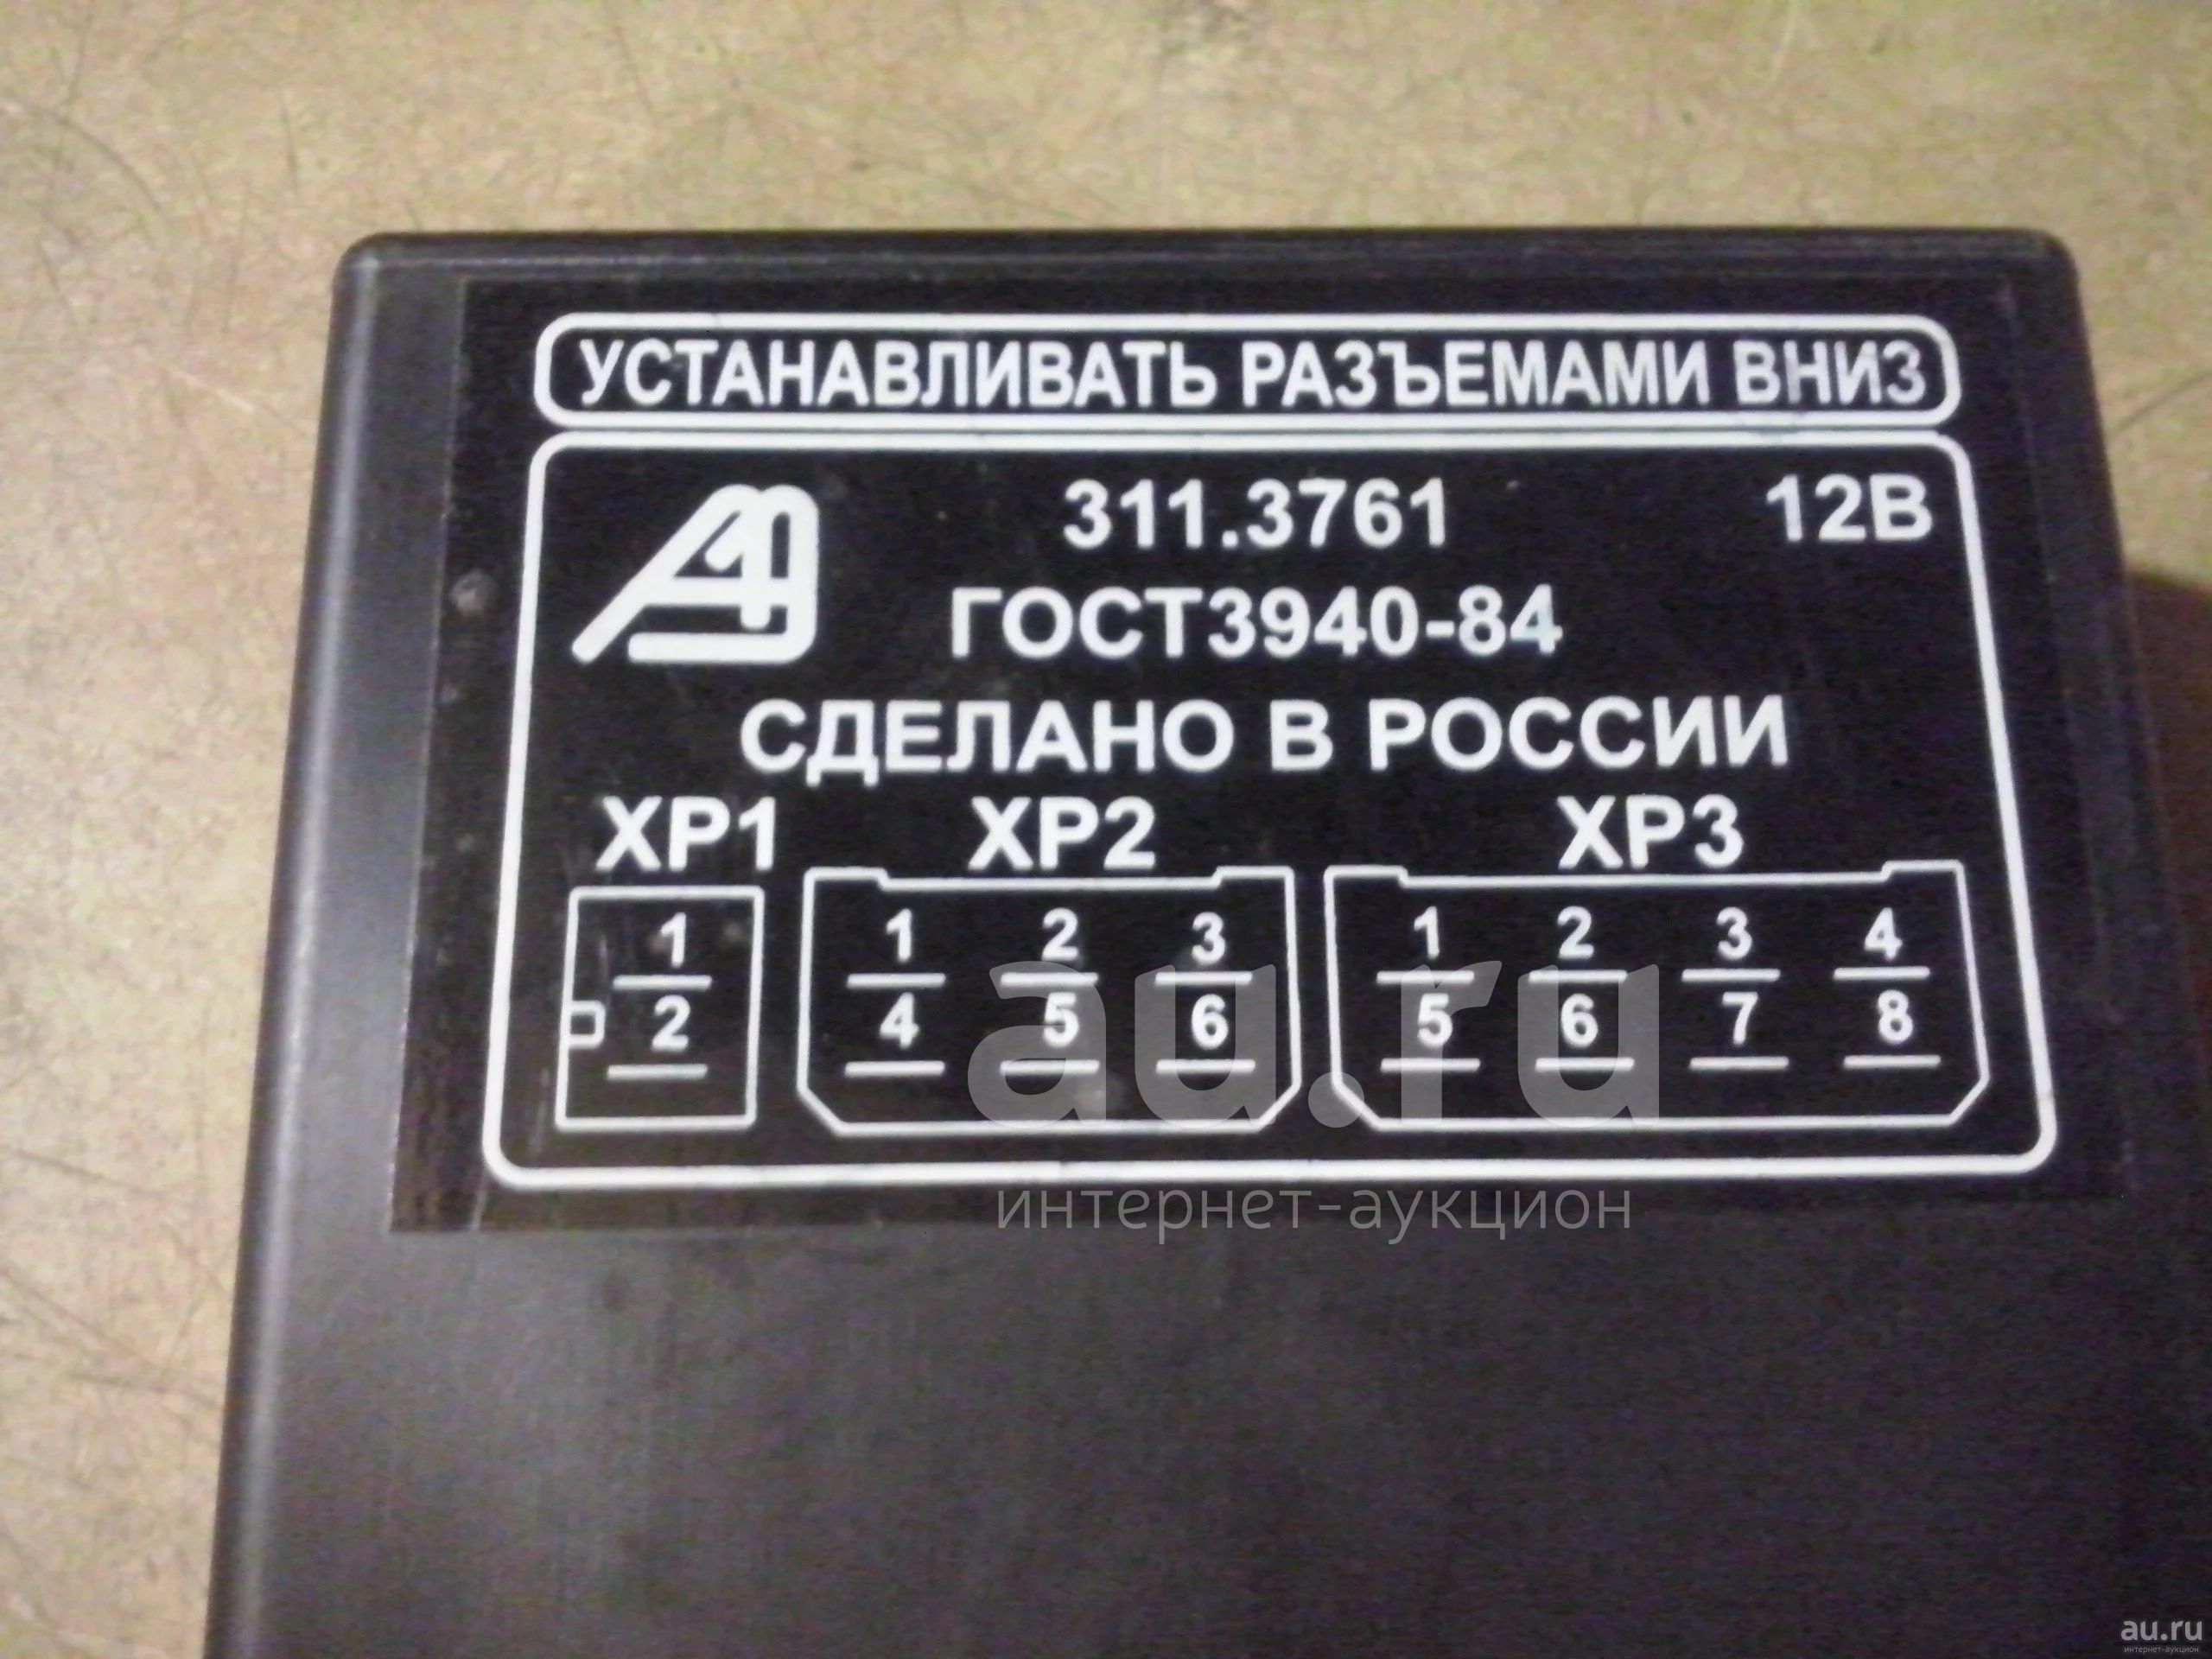 УСТАНАВЛИВАТЬ РАЗЪЕМАМИ ВНИЗ
311.3761 12В
ГОСТ3940-84
СДЕЛАНО В РОССИИ
ХР1 ХР2 ХР3
1 1 2 3 1 2 3 4
2 4 5 6 5 6 7 8
au.ru
интернет-аукцион
au.ru
интернет-аукцион